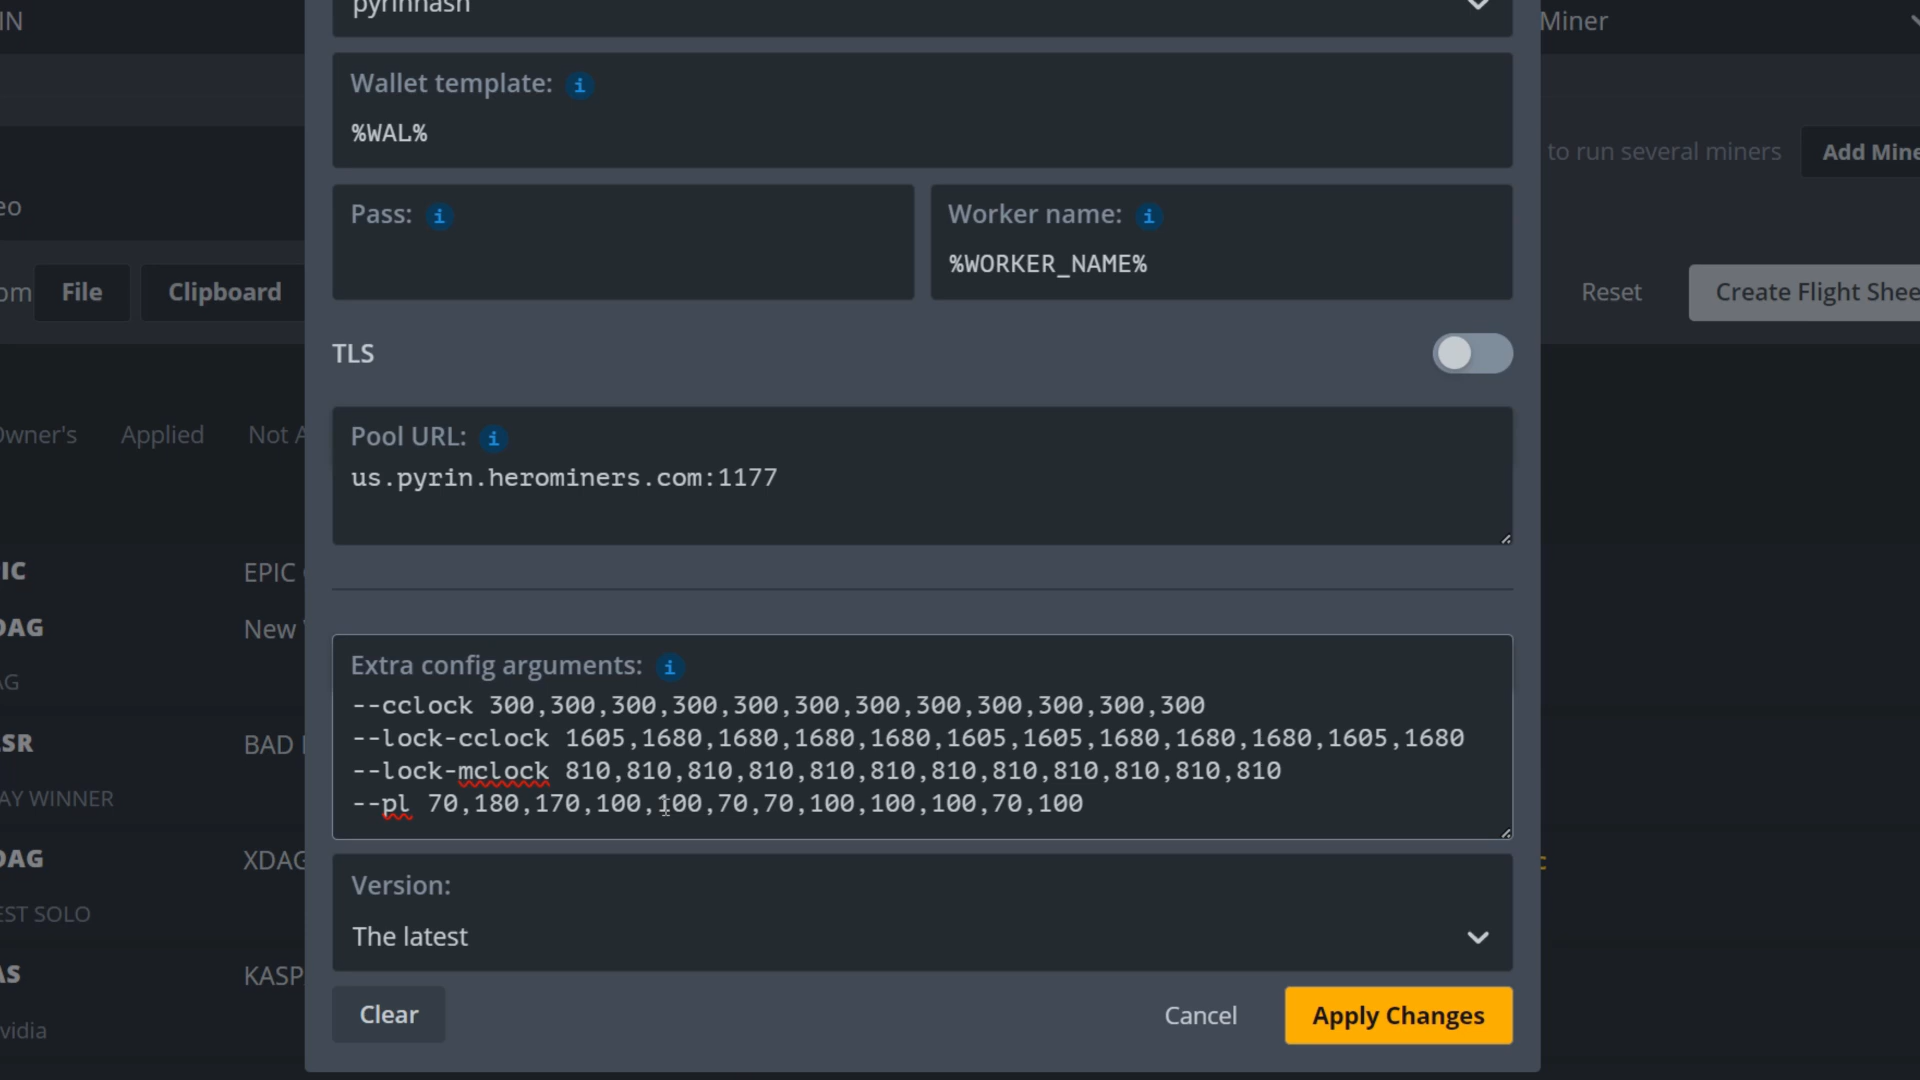 pyrinhash
IN
Miner
Wallet template: i
%WAL%
to run several miners
Add Mine
eo
Pass: i
Worker name: i
%WORKER_NAME%
om
File
Clipboard
Reset
Create Flight Shee
TLS
Owner's
Applied
Not A
Pool URL: i
us.pyrin.herominers.com:1177
IC
EPIC
DAG
New
AG
Extra config arguments: i
--cclock 300,300,300,300,300,300,300,300,300,300,300,300
--lock-cclock 1605,1680,1680,1680,1680,1605,1605,1680,1680,1680,1605,1680
--lock-mclock 810,810,810,810,810,810,810,810,810,810,810,810
--pl 70,180,170,100,100,70,70,100,100,100,70,100
SR
BAD
AY WINNER
DAG
XDAG
EST SOLO
Version:
The latest
AS
KASP
vidia
Clear
Cancel
Apply Changes